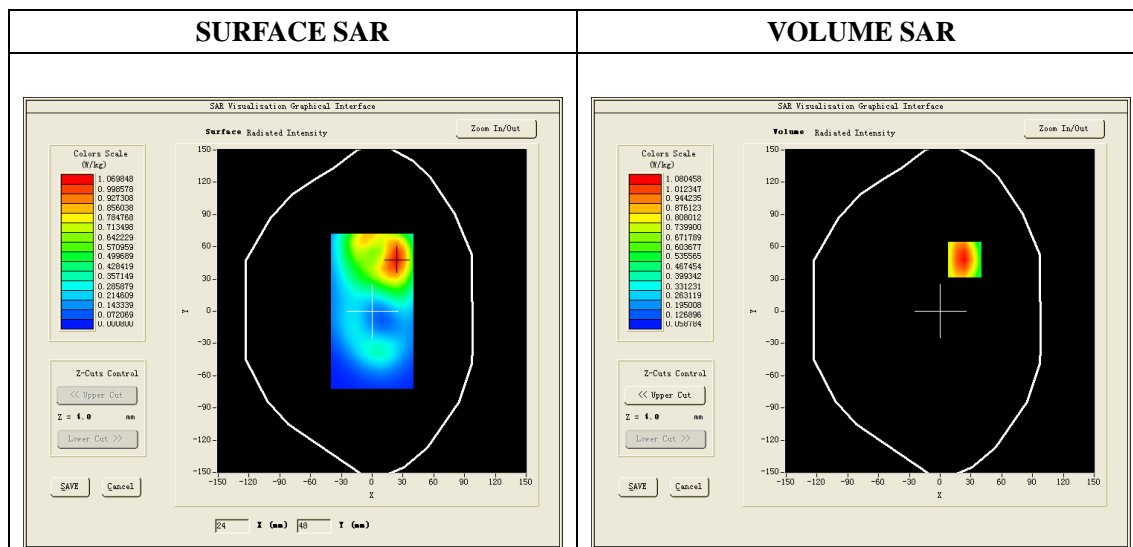 SURFACE SAR
VOLUME SAR
SAR Visualisation Graphical Interface
Surface Radiated Intensity
Zoom In/Out
Colors Scale
(W/kg)
1.069848
0.998578
0.927308
0.856038
0.784768
0.713498
0.642229
0.570959
0.499689
0.428419
0.357149
0.285879
0.214609
0.143339
0.072069
0.000800
Z-Cuts Control
<< Upper Cut
Z = 4.0 mm
Lower Cut >>
SAVE Cancel
150
120
90
60
30
0
-30
-60
-90
-120
-150
Y
-150 -120 -90 -60 -30 0 30 60 90 120 150
X
24 X (mm) 48 Y (mm)
SAR Visualisation Graphical Interface
Volume Radiated Intensity
Zoom In/Out
Colors Scale
(W/kg)
1.080458
1.012347
0.944235
0.876123
0.808012
0.739900
0.671789
0.603677
0.535565
0.467454
0.399342
0.331231
0.263119
0.195008
0.126896
0.058784
Z-Cuts Control
<< Upper Cut
Z = 4.0 mm
Lower Cut >>
SAVE Cancel
150
120
90
60
30
0
-30
-60
-90
-120
-150
Y
-150 -120 -90 -60 -30 0 30 60 90 120 150
X